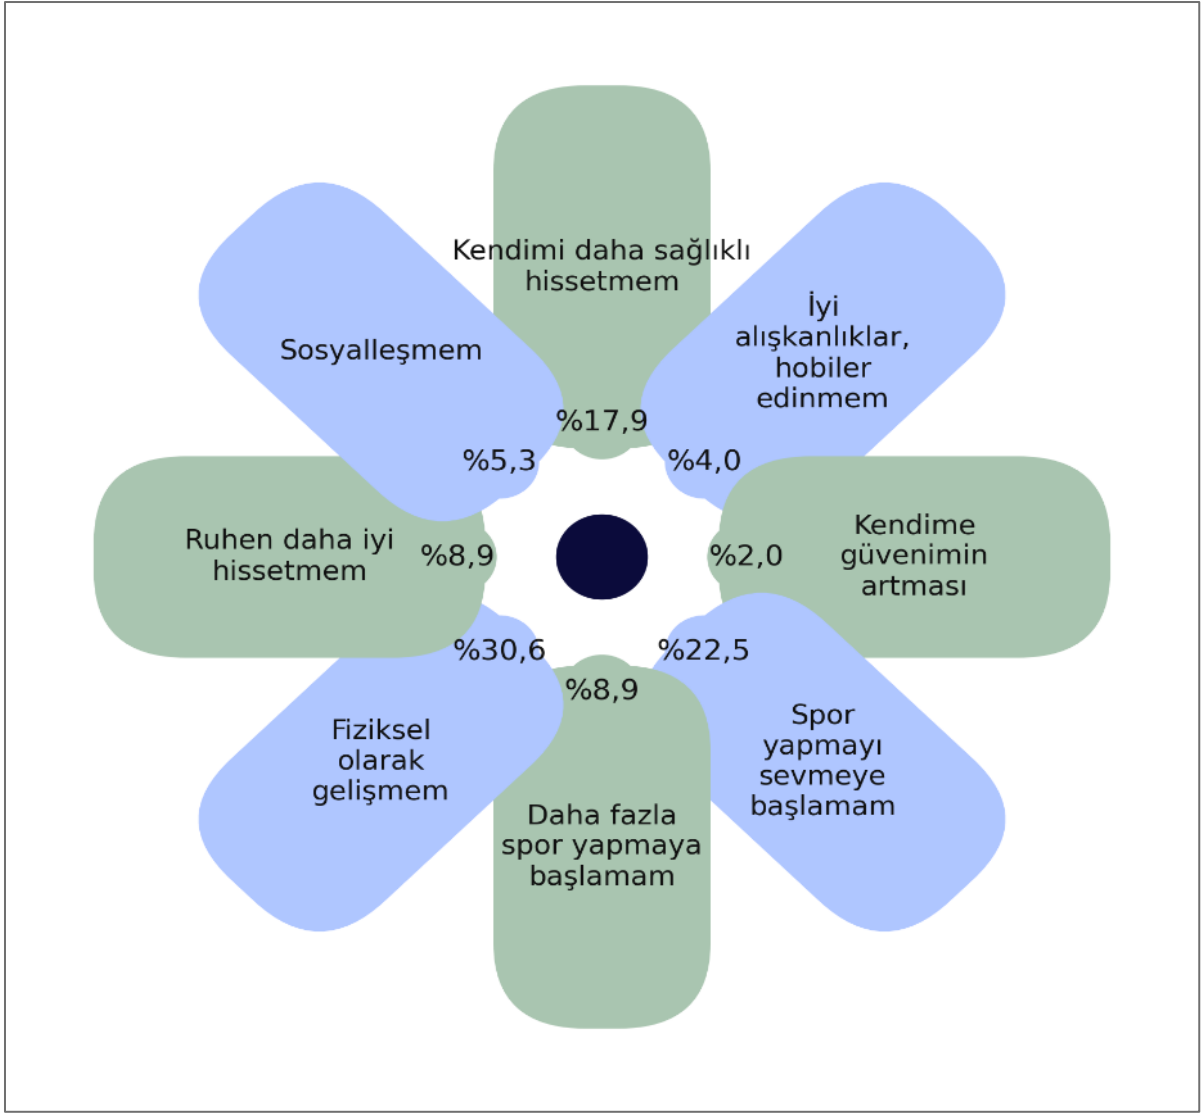 Kendimi daha sağlıklı
hissetmem
%17,9
İyi
alışkanlıklar,
hobiler
edinmem
%4,0
Kendime
güvenimin
artması
%2,0
Spor
yapmayı
sevmeye
başlamam
%22,5
Daha fazla
spor yapmaya
başlamam
%8,9
Fiziksel
olarak
gelişmem
%30,6
Ruhen daha iyi
hissetmem
%8,9
Sosyalleşmem
%5,3